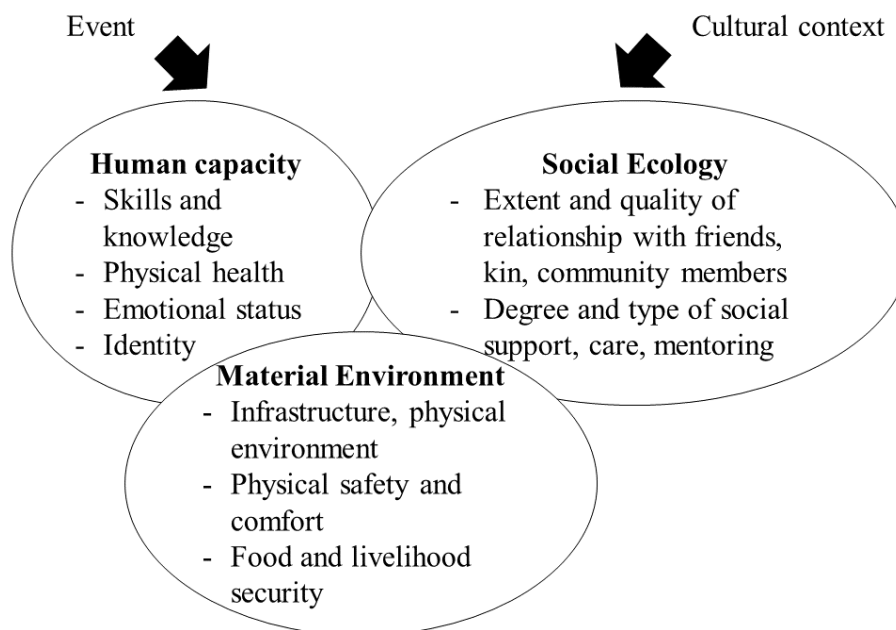 Event
Cultural context
Human capacity
- Skills and
knowledge
- Physical health
- Emotional status
- Identity
Social Ecology
- Extent and quality of
relationship with friends,
kin, community members
- Degree and type of social
support, care, mentoring
Material Environment
- Infrastructure, physical
environment
- Physical safety and
comfort
- Food and livelihood
security